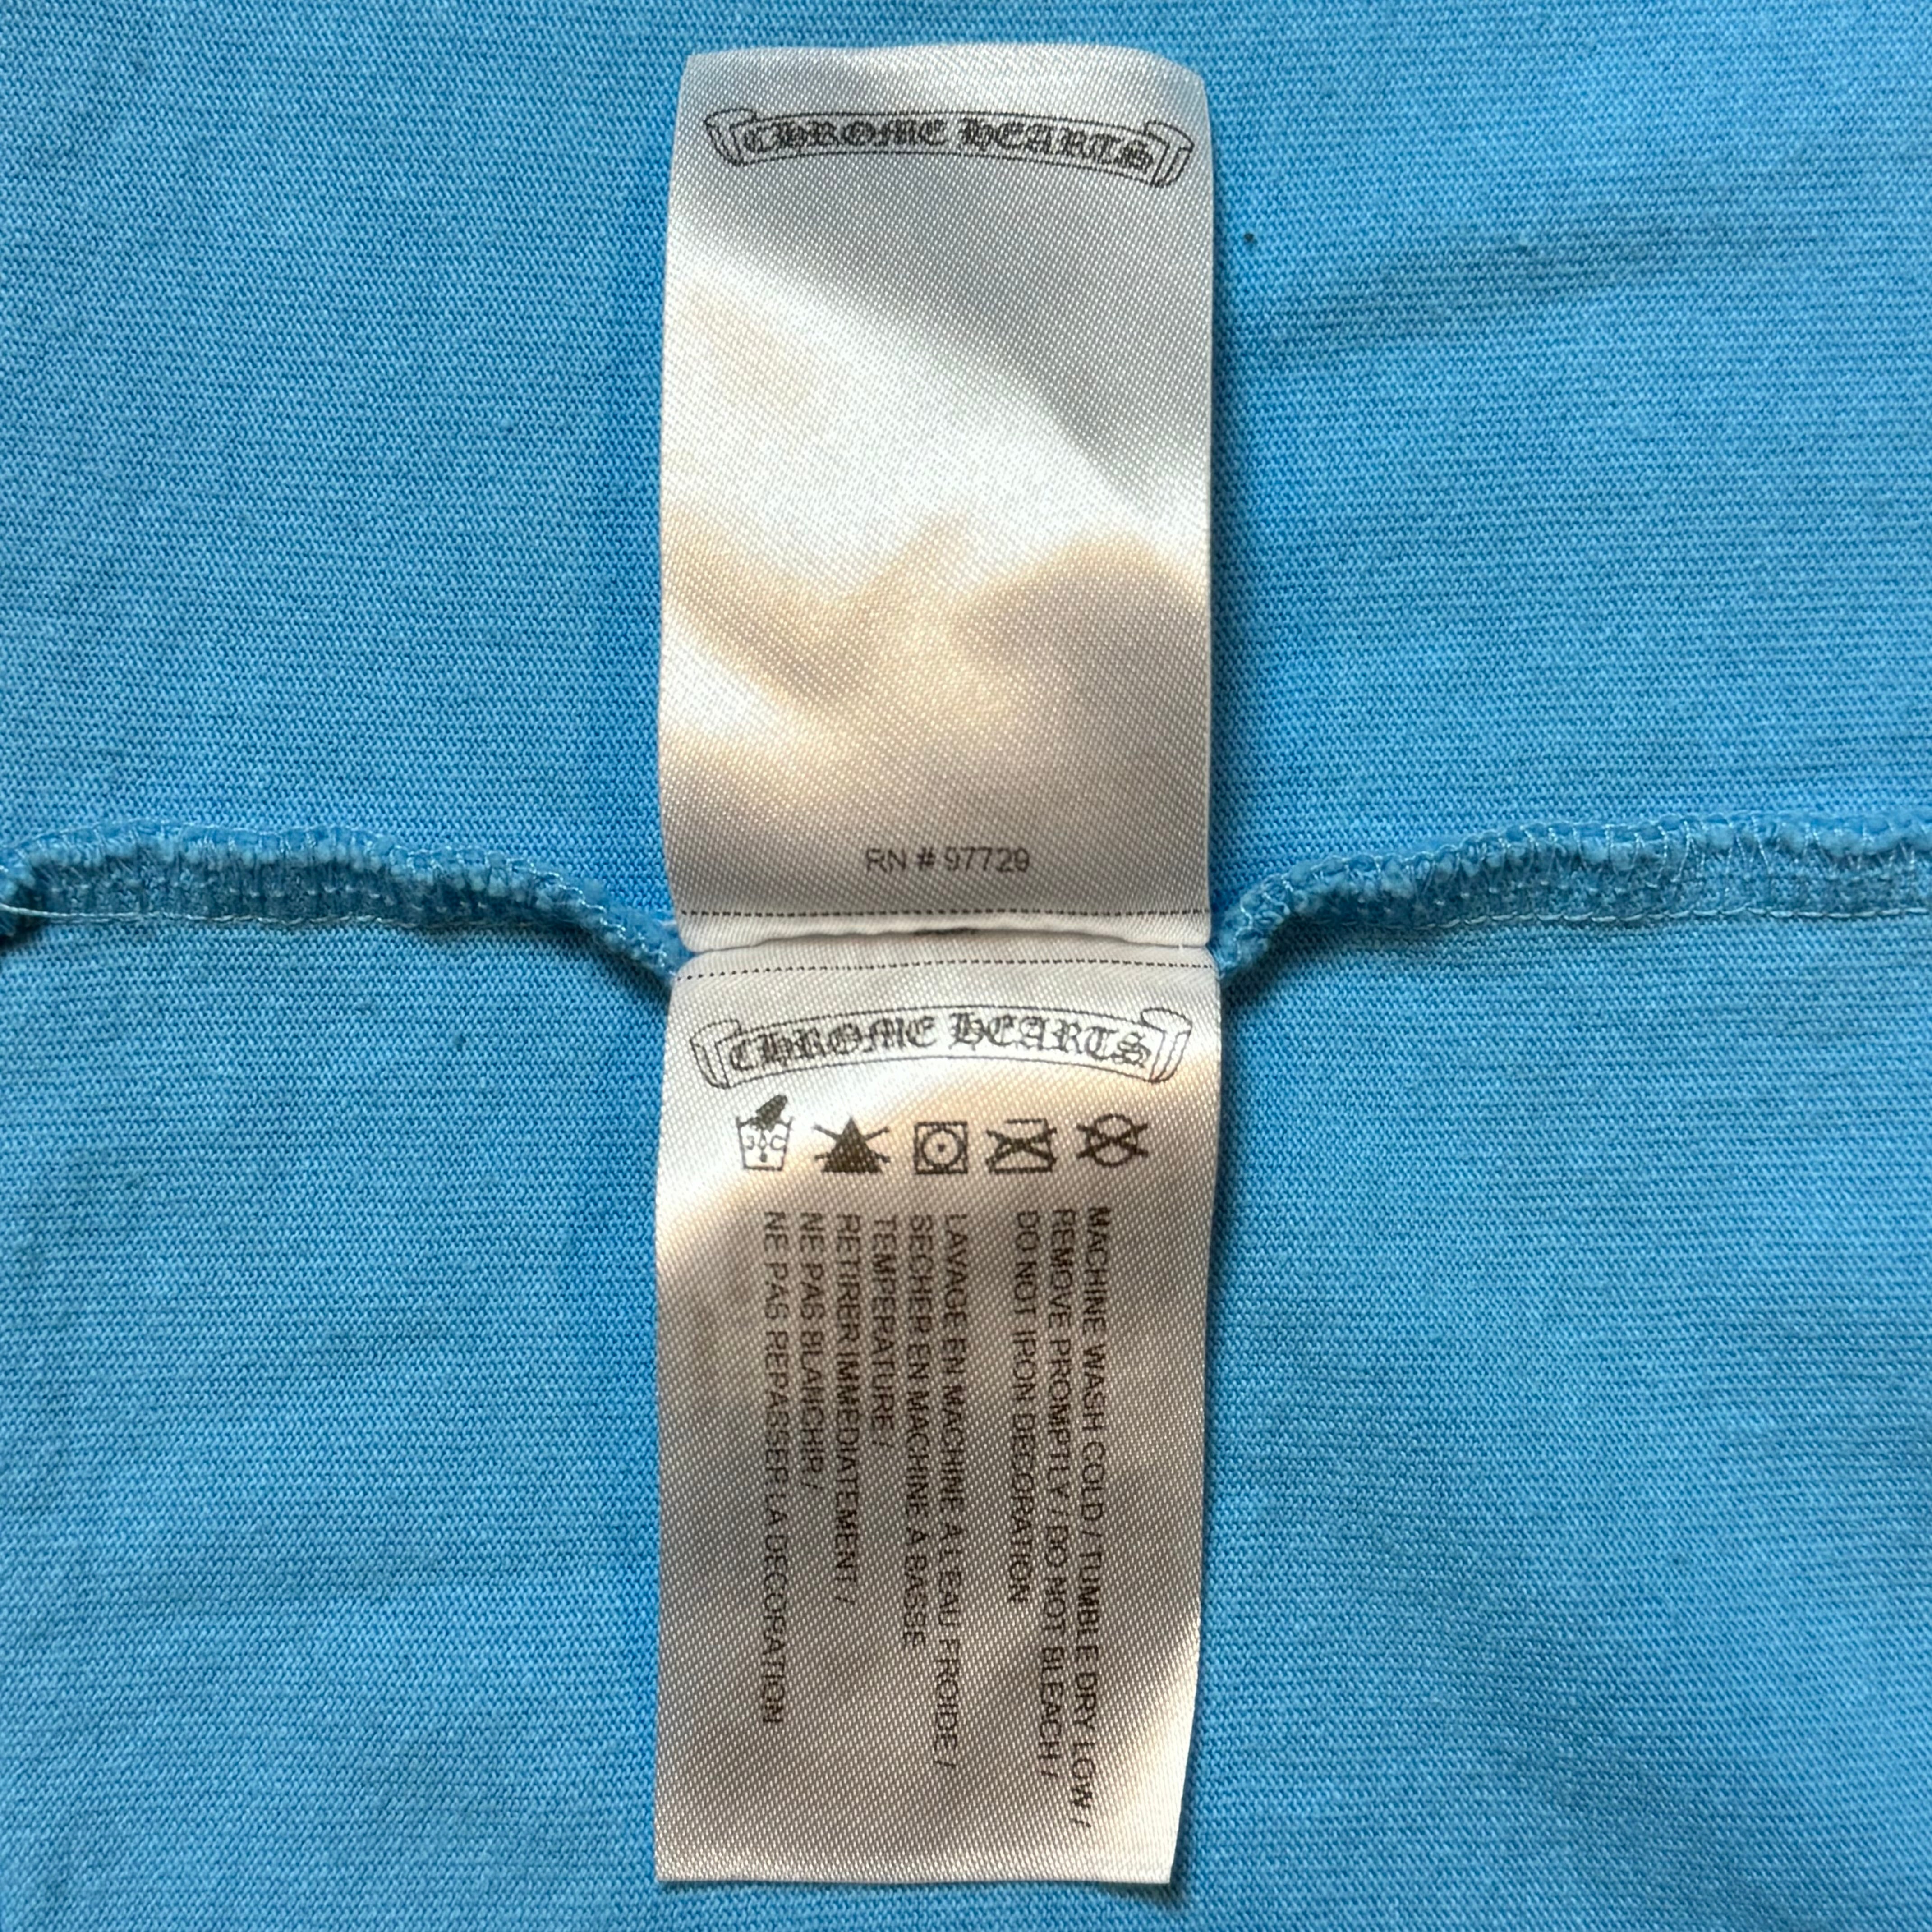 CHROME HEARTS
RN # 97729
CHROME HEARTS
30C
MACHINE WASH COLD / TUMBLE DRY LOW /
REMOVE PROMPTLY / DO NOT BLEACH /
DO NOT IRON DECORATION
LAVAGE EN MACHINE A L'EAU FROIDE /
SECHER EN MACHINE A BASSE
TEMPERATURE /
RETIRER IMMEDIATEMENT /
NE PAS BLANCHIR /
NE PAS REPASSER LA DECORATION